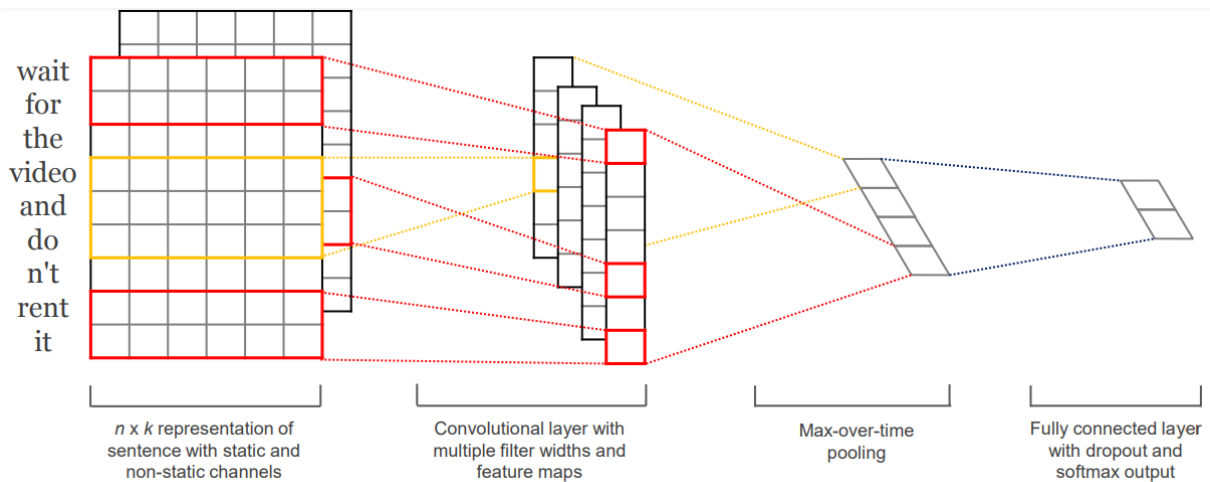 wait
for
the
video
and
do
n't
rent
it
n x k representation of
sentence with static and
non-static channels
Convolutional layer with
multiple filter widths and
feature maps
Max-over-time
pooling
Fully connected layer
with dropout and
softmax output